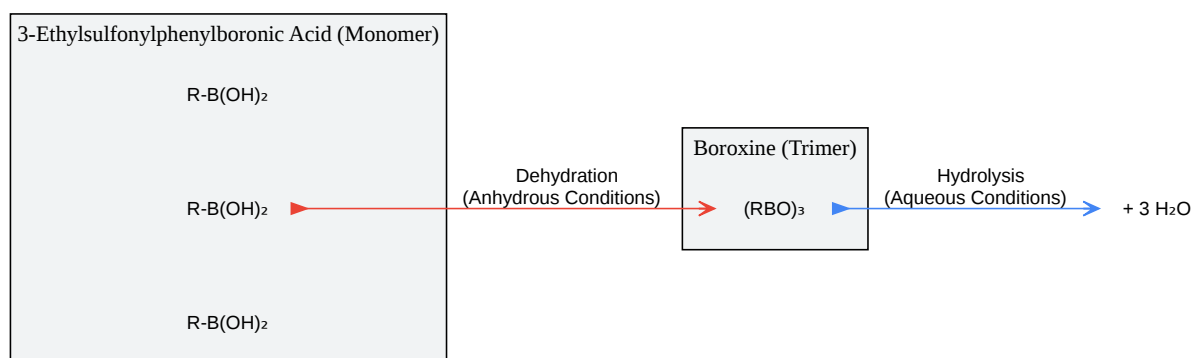 3-Ethylsulfonylphenylboronic Acid (Monomer)
R-B(OH)₂
R-B(OH)₂
R-B(OH)₂
Dehydration
(Anhydrous Conditions)
Boroxine (Trimer)
(RBO)₃
Hydrolysis
(Aqueous Conditions)
+ 3 H₂O